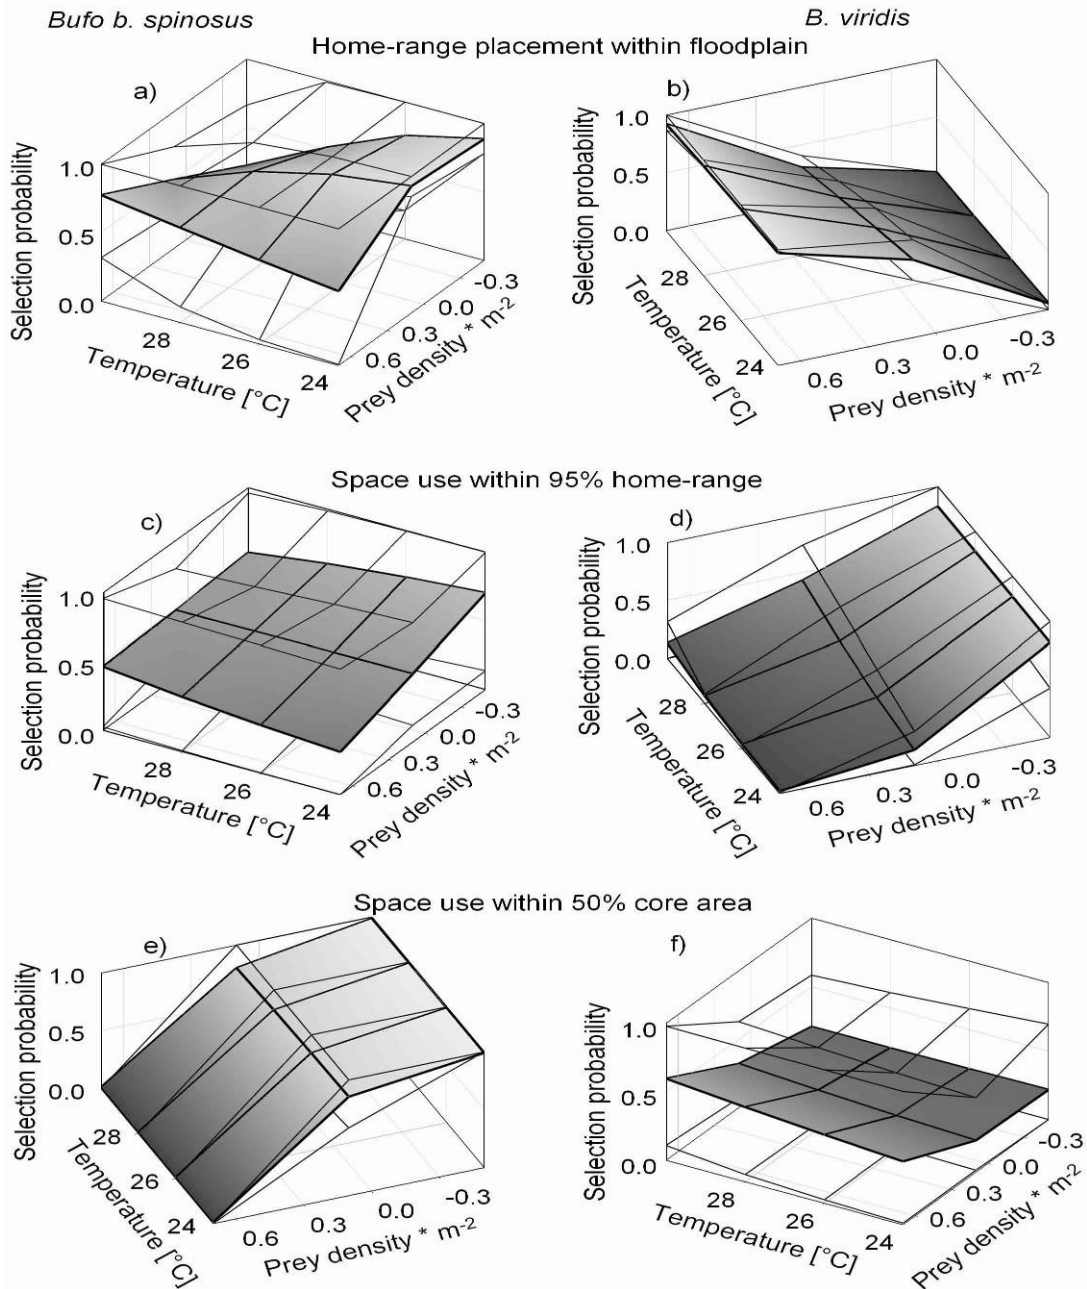 Bufo b. spinosus
B. viridis
Home-range placement within floodplain
a)
Selection probability
1.0
0.5
0.0
28
26
24
Temperature [°C]
-0.3
0.0
0.3
0.6
Prey density * m-2
b)
Selection probability
1.0
0.5
0.0
28
26
24
Temperature [°C]
0.6
0.3
0.0
-0.3
Prey density * m-2
Space use within 95% home-range
c)
Selection probability
1.0
0.5
0.0
28
26
24
Temperature [°C]
-0.3
0.0
0.3
0.6
Prey density * m-2
d)
Selection probability
1.0
0.5
0.0
28
26
24
Temperature [°C]
0.6
0.3
0.0
-0.3
Prey density * m-2
Space use within 50% core area
e)
Selection probability
1.0
0.5
0.0
28
26
24
Temperature [°C]
0.6
0.3
0.0
-0.3
Prey density * m-2
f)
Selection probability
1.0
0.5
0.0
28
26
24
Temperature [°C]
-0.3
0.0
0.3
0.6
Prey density * m-2